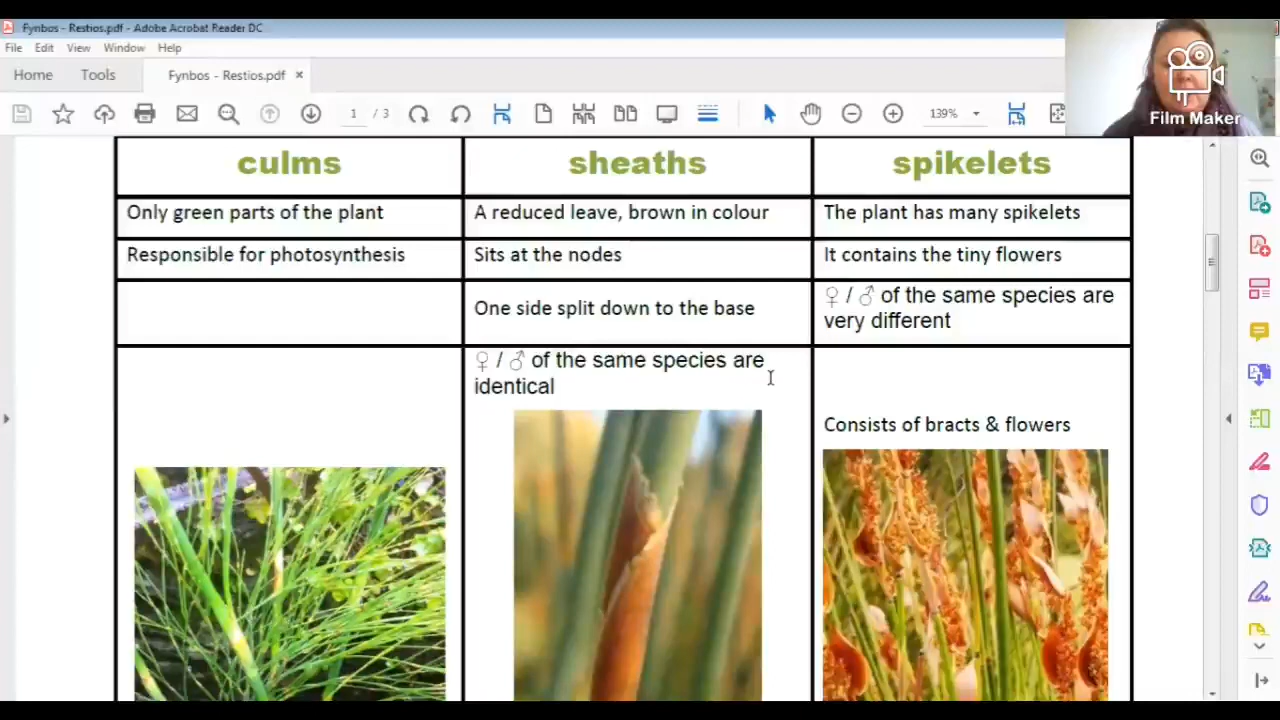 Fynbos - Restios.pdf - Adobe Acrobat Reader DC
File Edit View Window Help
Home Tools Fynbos - Restios.pdf ×
1 / 3 139%
Film Maker
culms sheaths spikelets
Only green parts of the plant
A reduced leave, brown in colour
The plant has many spikelets
Responsible for photosynthesis
Sits at the nodes
It contains the tiny flowers
One side split down to the base
♀ / ♂ of the same species are
very different
♀ / ♂ of the same species are
identical
Consists of bracts & flowers